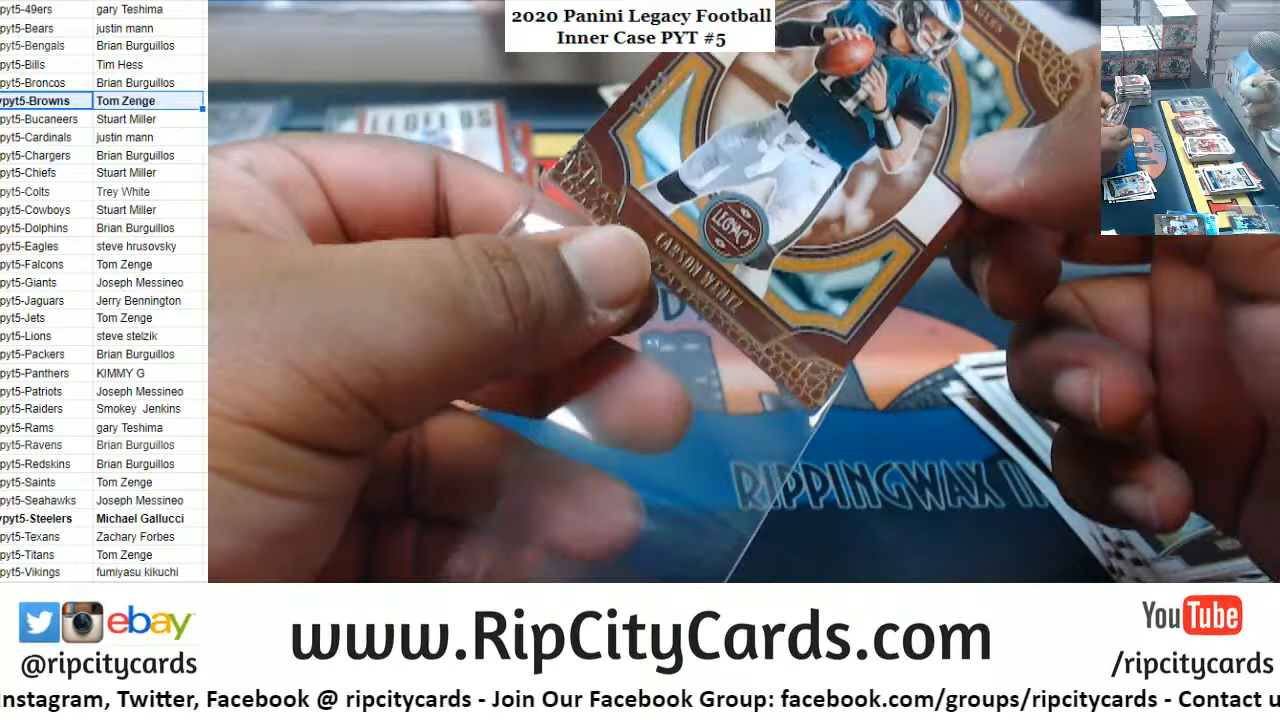 pyt5-49ers gary Teshima
pyt5-Bears justin mann
pyt5-Bengals Brian Burguillos
pyt5-Bills Tim Hess
pyt5-Broncos Brian Burguillos
pyt5-Browns Tom Zenge
pyt5-Bucaneers Stuart Miller
pyt5-Cardinals justin mann
pyt5-Chargers Brian Burguillos
pyt5-Chiefs Stuart Miller
pyt5-Colts Trey White
pyt5-Cowboys Stuart Miller
pyt5-Dolphins Brian Burguillos
pyt5-Eagles steve hrusovsky
pyt5-Falcons Tom Zenge
pyt5-Giants Joseph Messineo
pyt5-Jaguars Jerry Bennington
pyt5-Jets Tom Zenge
pyt5-Lions steve stelzik
pyt5-Packers Brian Burguillos
pyt5-Panthers KIMMY G
pyt5-Patriots Joseph Messineo
pyt5-Raiders Smokey Jenkins
pyt5-Rams gary Teshima
pyt5-Ravens Brian Burguillos
pyt5-Redskins Brian Burguillos
pyt5-Saints Tom Zenge
pyt5-Seahawks Joseph Messineo
pyt5-Steelers Michael Gallucci
pyt5-Texans Zachary Forbes
pyt5-Titans Tom Zenge
pyt5-Vikings fumiyasu kikuchi
2020 Panini Legacy Football
Inner Case PYT #5
LEGACY
CARSON WENTZ
RIPPINGWAX IN
ebay
@ripcitycards
www.RipCityCards.com
YouTube
/ripcitycards
Instagram, Twitter, Facebook @ ripcitycards - Join Our Facebook Group: facebook.com/groups/ripcitycards - Contact u